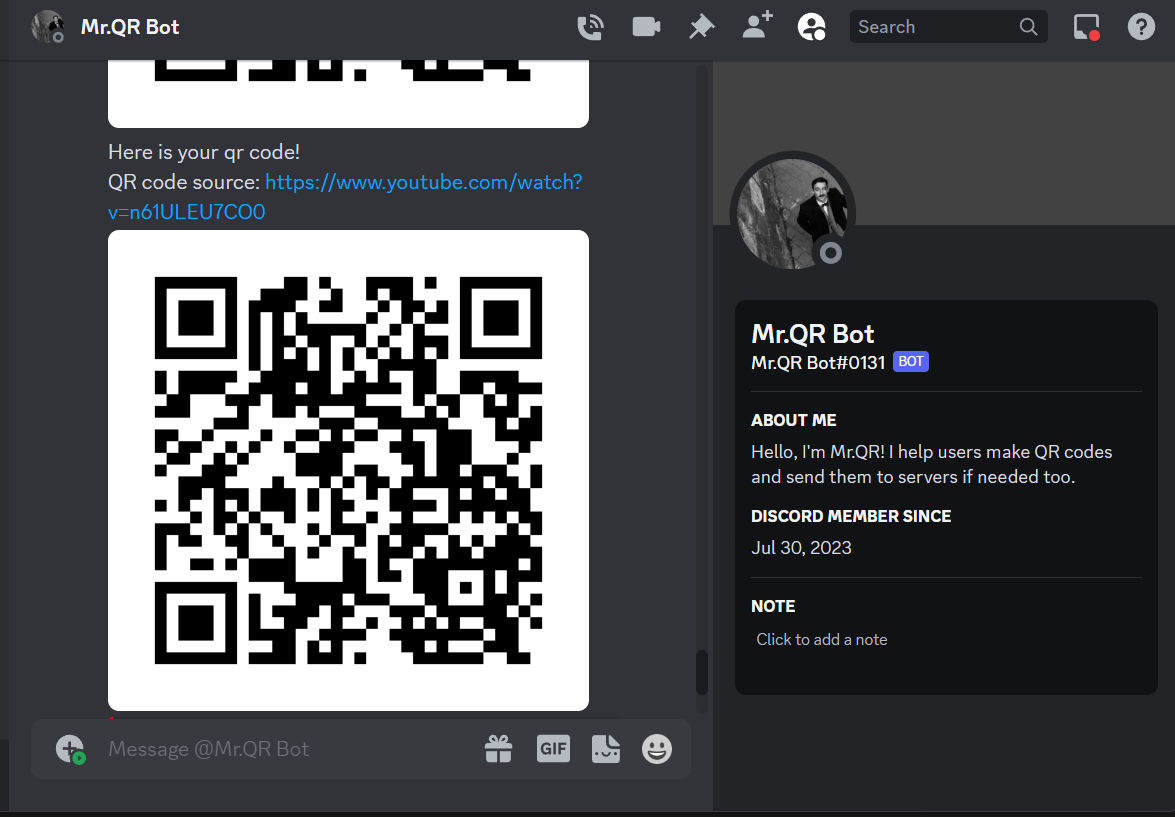 Mr.QR Bot
Search
Here is your qr code!
QR code source: https://www.youtube.com/watch?
v=n61ULEU7CO0
Message @Mr.QR Bot
GIF
Mr.QR Bot
Mr.QR Bot#0131 BOT
ABOUT ME
Hello, I'm Mr.QR! I help users make QR codes
and send them to servers if needed too.
DISCORD MEMBER SINCE
Jul 30, 2023
NOTE
Click to add a note